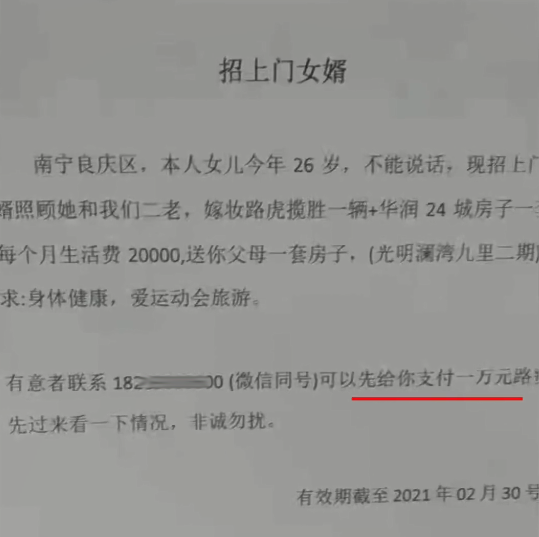 招上门女婿
南宁良庆区，本人女儿今年 26 岁，不能说话，现招上门
婿照顾她和我们二老，嫁妆路虎揽胜一辆+华润 24 城房子一套
每个月生活费 20000,送你父母一套房子，(光明澜湾九里二期)
求:身体健康，爱运动会旅游。
有意者联系 182 00 (微信同号)可以先给你支付一万元路费
先过来看一下情况，非诚勿扰。
有效期截至 2021 年 02 月 30 号